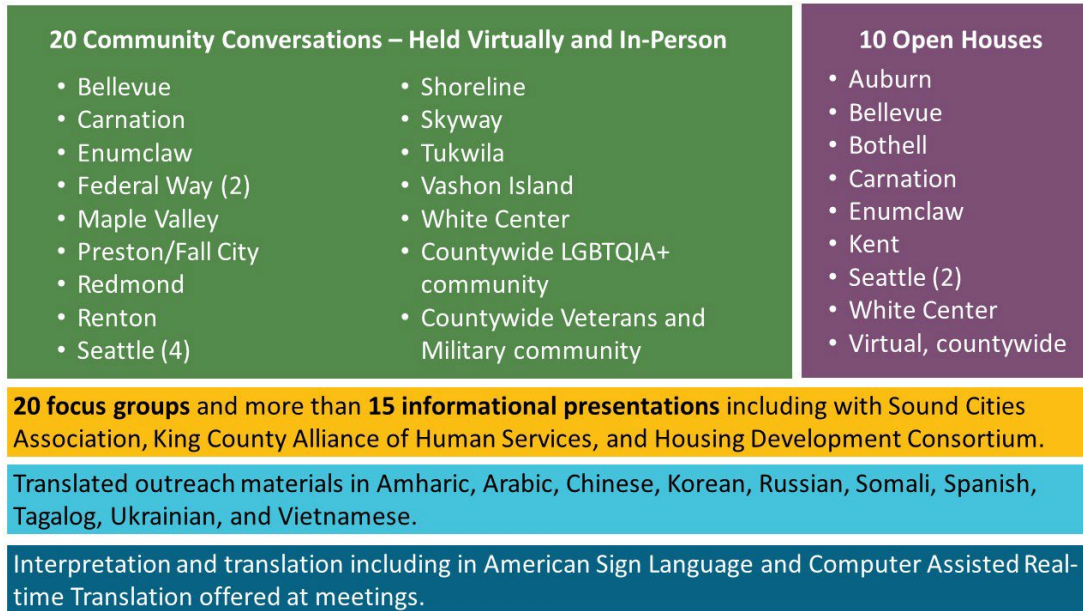 20 Community Conversations – Held Virtually and In-Person
• Bellevue
• Carnation
• Enumclaw
• Federal Way (2)
• Maple Valley
• Preston/Fall City
• Redmond
• Renton
• Seattle (4)
• Shoreline
• Skyway
• Tukwila
• Vashon Island
• White Center
• Countywide LGBTQIA+
community
• Countywide Veterans and
Military community
10 Open Houses
• Auburn
• Bellevue
• Bothell
• Carnation
• Enumclaw
• Kent
• Seattle (2)
• White Center
• Virtual, countywide
20 focus groups and more than 15 informational presentations including with Sound Cities
Association, King County Alliance of Human Services, and Housing Development Consortium.
Translated outreach materials in Amharic, Arabic, Chinese, Korean, Russian, Somali, Spanish,
Tagalog, Ukrainian, and Vietnamese.
Interpretation and translation including in American Sign Language and Computer Assisted Real-
time Translation offered at meetings.